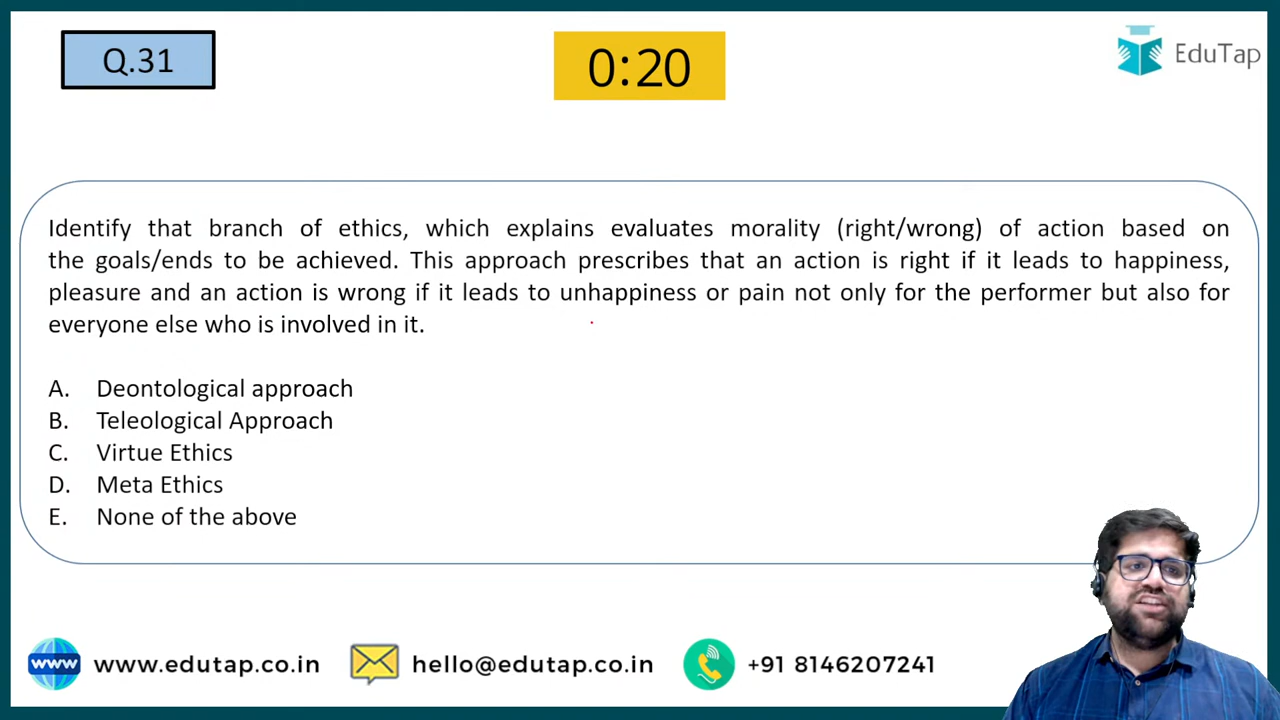 Q.31
0:20
EduTap
Identify that branch of ethics, which explains evaluates morality (right/wrong) of action based on
the goals/ends to be achieved. This approach prescribes that an action is right if it leads to happiness,
pleasure and an action is wrong if it leads to unhappiness or pain not only for the performer but also for
everyone else who is involved in it.
A. Deontological approach
B. Teleological Approach
C. Virtue Ethics
D. Meta Ethics
E. None of the above
www www.edutap.co.in hello@edutap.co.in +91 8146207241